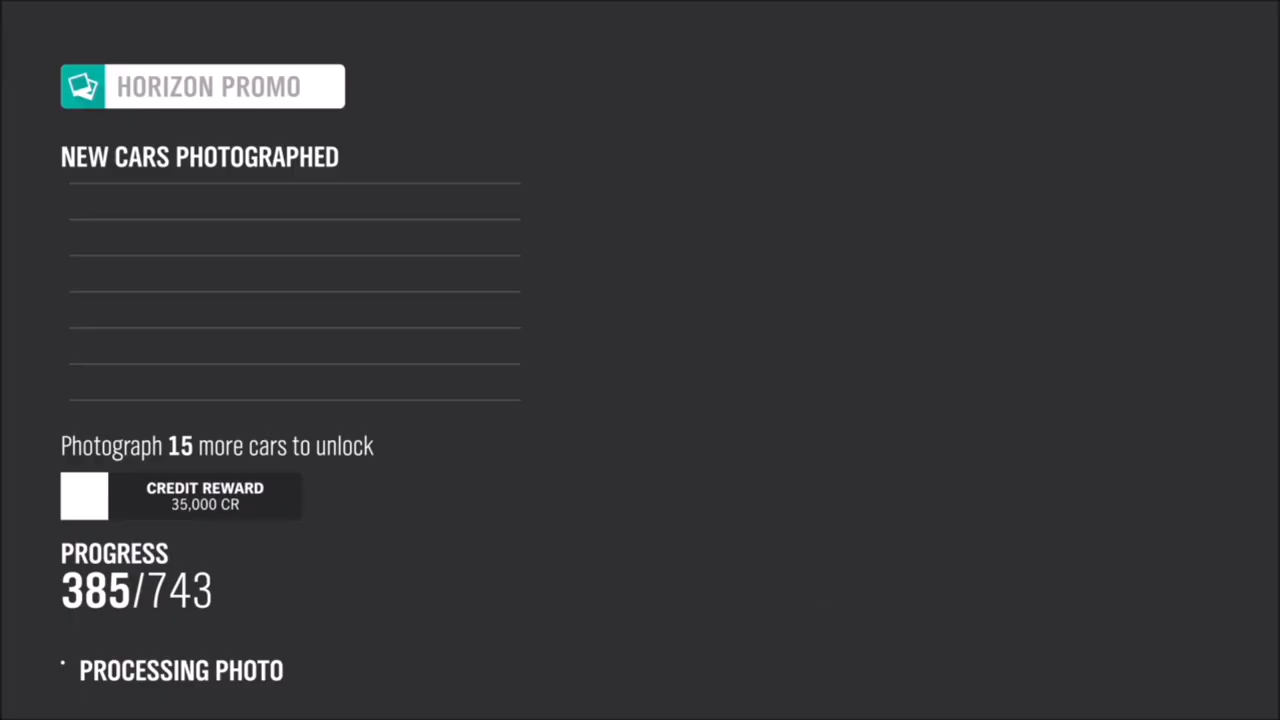 HORIZON PROMO
NEW CARS PHOTOGRAPHED
Photograph 15 more cars to unlock
CREDIT REWARD
35,000 CR
PROGRESS
385/743
PROCESSING PHOTO